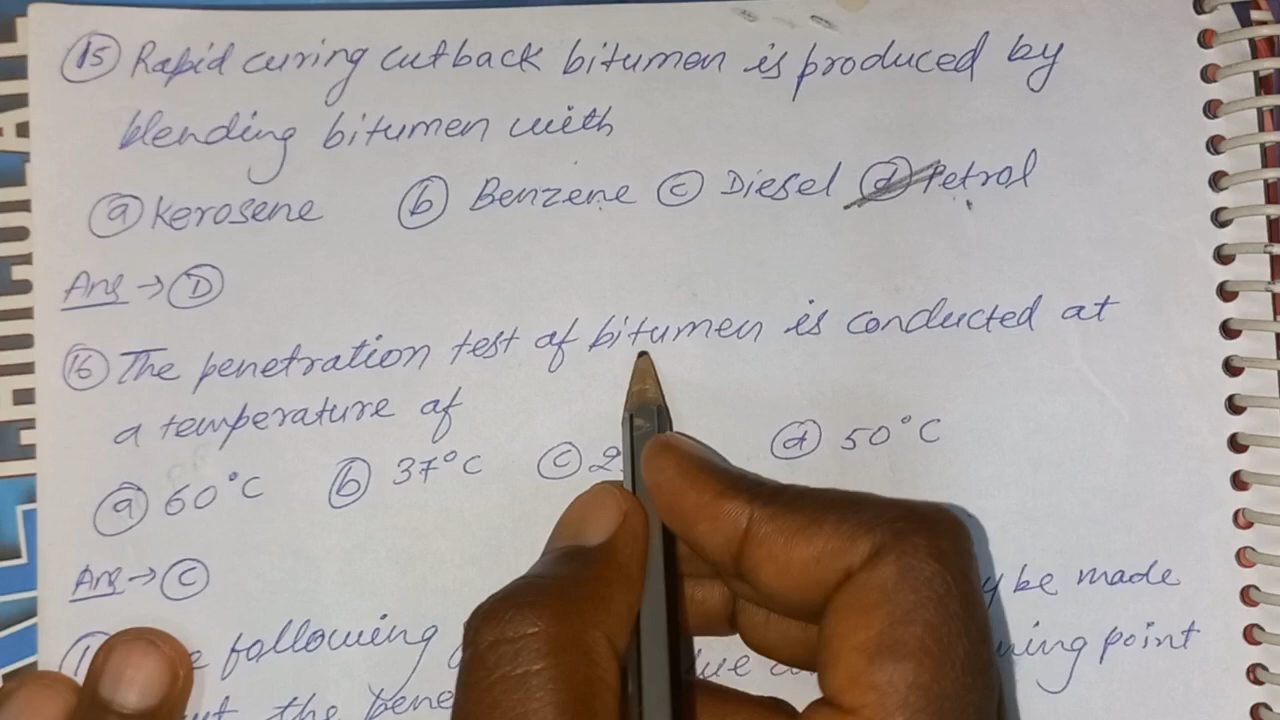 15 Rapid curing cutback bitumen is produced by
blending bitumen with
a Kerosene b Benzene c Diesel d Petrol
Ans → D
16 The penetration test of bitumen is conducted at
a temperature of
a 60°C b 37°C c 2 d 50°C
Ans → C
following be made
point
the